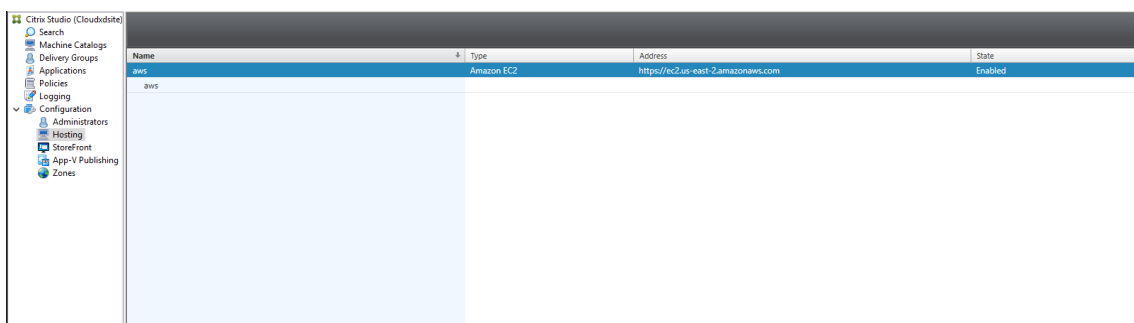 Citrix Studio (Cloudxdsite)
Search
Machine Catalogs
Delivery Groups
Applications
Policies
Logging
Configuration
Administrators
Hosting
StoreFront
App-V Publishing
Zones
Name Type Address State
aws Amazon EC2 https://ec2.us-east-2.amazonaws.com Enabled
aws